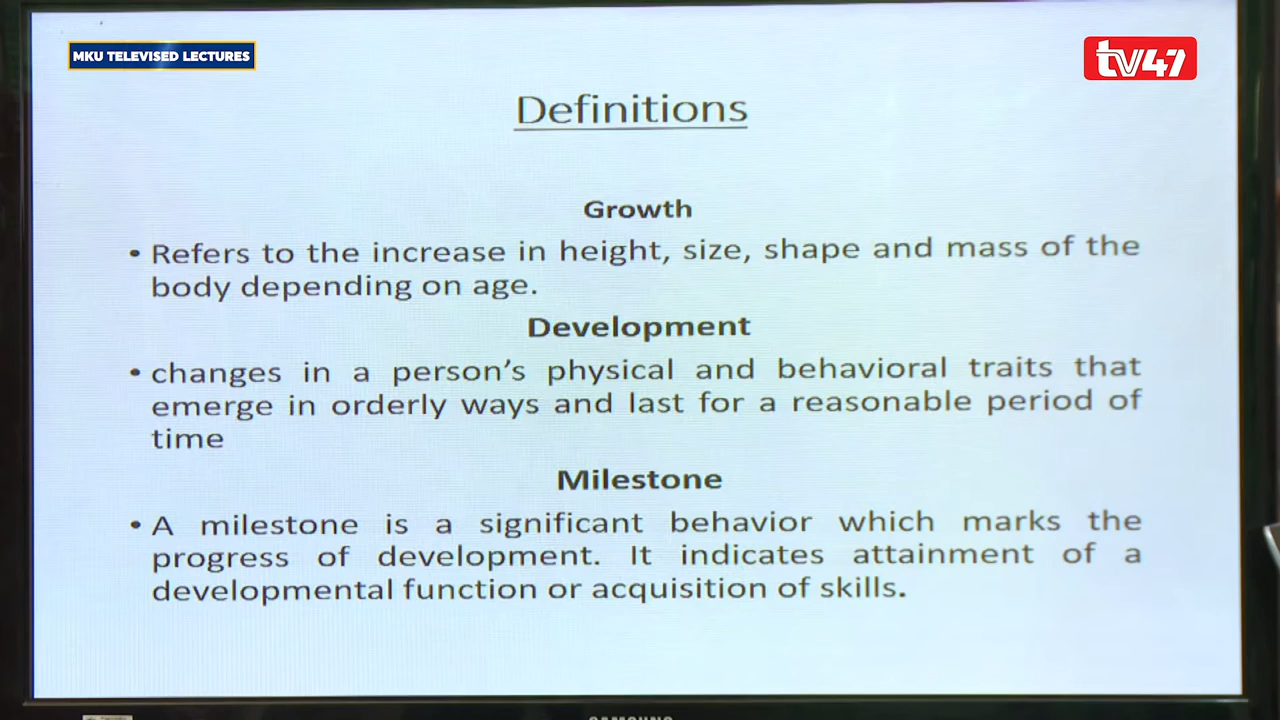 MKU TELEVISED LECTURES
tv47
Definitions
Growth
• Refers to the increase in height, size, shape and mass of the
body depending on age.
Development
• changes in a person's physical and behavioral traits that
emerge in orderly ways and last for a reasonable period of
time
Milestone
• A milestone is a significant behavior which marks the
progress of development. It indicates attainment of a
developmental function or acquisition of skills.
SAMSUNG